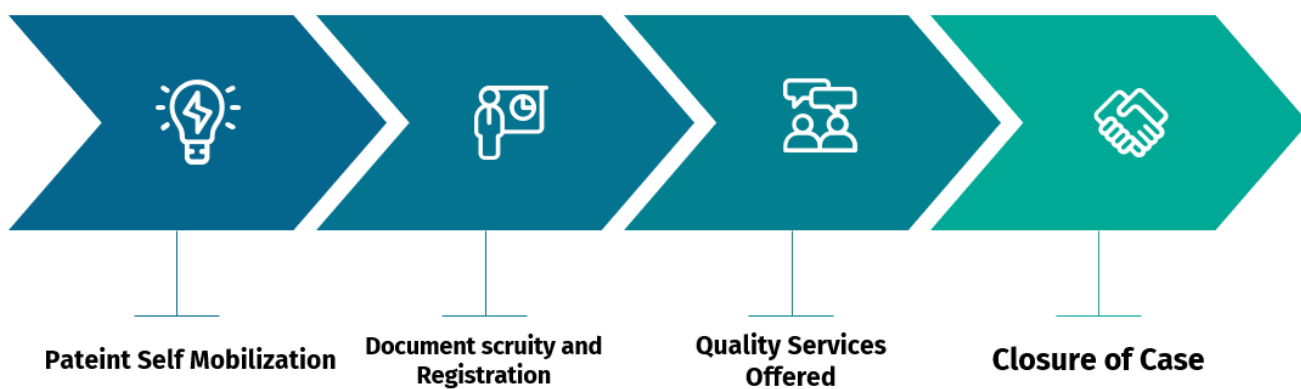 Pateint Self Mobilization
Document scruity and
Registration
Quality Services
Offered
Closure of Case